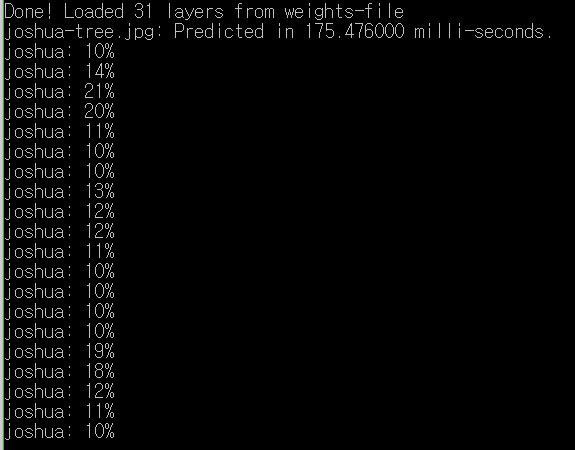 Done! Loaded 31 layers from weights-file
joshua-tree.jpg: Predicted in 175.476000 milli-seconds.
joshua: 10%
joshua: 14%
joshua: 21%
joshua: 20%
joshua: 11%
joshua: 10%
joshua: 10%
joshua: 13%
joshua: 12%
joshua: 12%
joshua: 11%
joshua: 10%
joshua: 10%
joshua: 10%
joshua: 10%
joshua: 19%
joshua: 18%
joshua: 12%
joshua: 11%
joshua: 10%